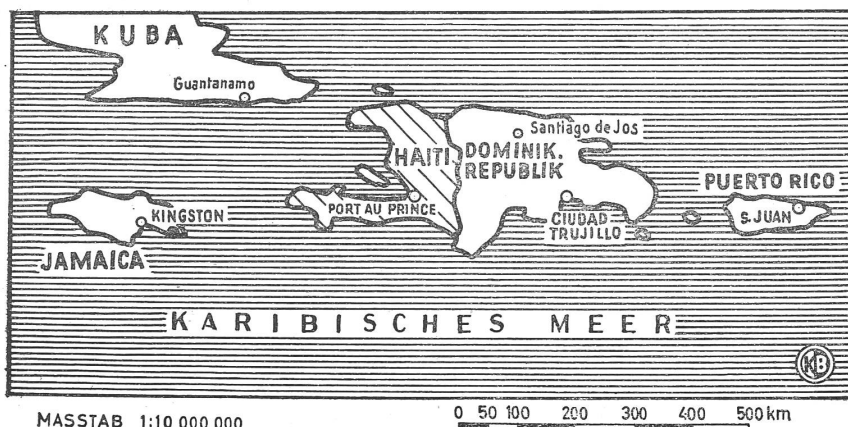 KUBA
Guantanamo
Santiago de Jos
HAITI
DOMINIK.
REPUBLIK
PUERTO RICO
KINGSTON
PORT AU PRINCE
CIUDAD
TRUJILLO
S. JUAN
JAMAICA
KARIBISCHES MEER
KB
MASSTAB 1:10 000 000
0 50 100 200 300 400 500 km